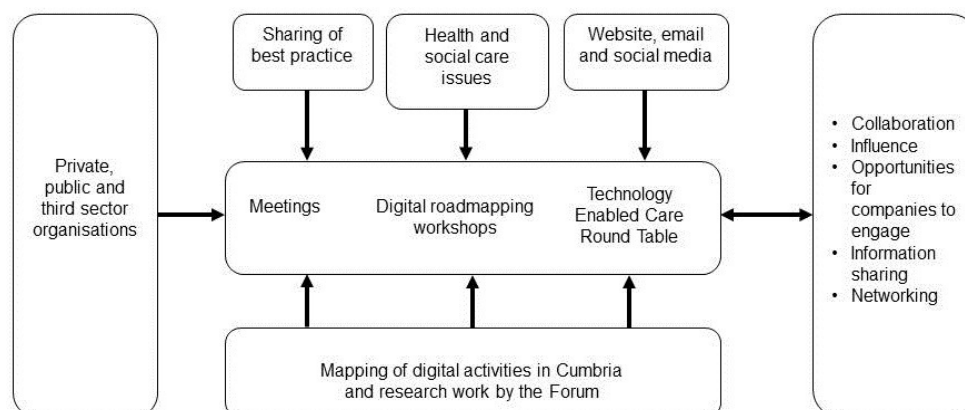 Private,
public and
third sector
organisations
Sharing of
best practice
Health and
social care
issues
Website, email
and social media
Meetings
Digital roadmapping
workshops
Technology
Enabled Care
Round Table
Mapping of digital activities in Cumbria
and research work by the Forum
• Collaboration
• Influence
• Opportunities
for
companies to
engage
• Information
sharing
• Networking